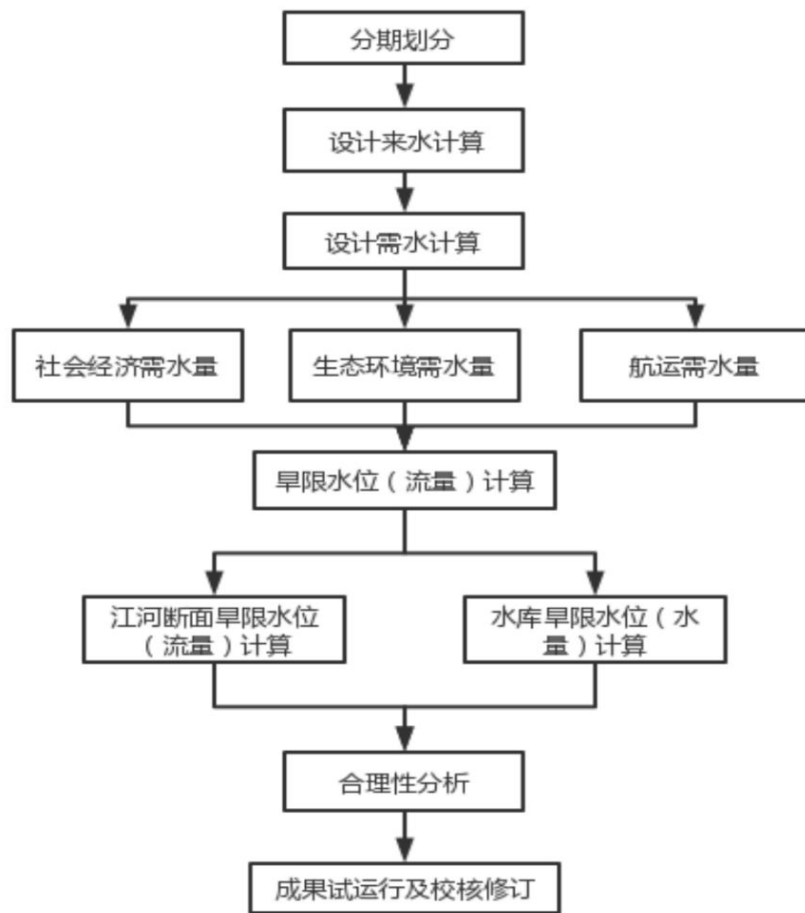 分期划分
设计来水计算
设计需水计算
社会经济需水量
生态环境需水量
航运需水量
旱限水位（流量）计算
江河断面旱限水位
（流量）计算
水库旱限水位（水
量）计算
合理性分析
成果试运行及校核修订